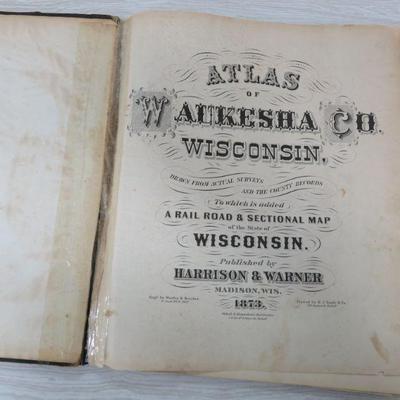 ATLAS
OF
WAUKESHA CO.
WISCONSIN,
DRAWN FROM ACTUAL SURVEYS
AND THE COUNTY RECORDS
To which is added
A RAIL ROAD & SECTIONAL MAP
of the State of
WISCONSIN.
Published by
HARRISON & WARNER
MADISON, WIS.
1873.